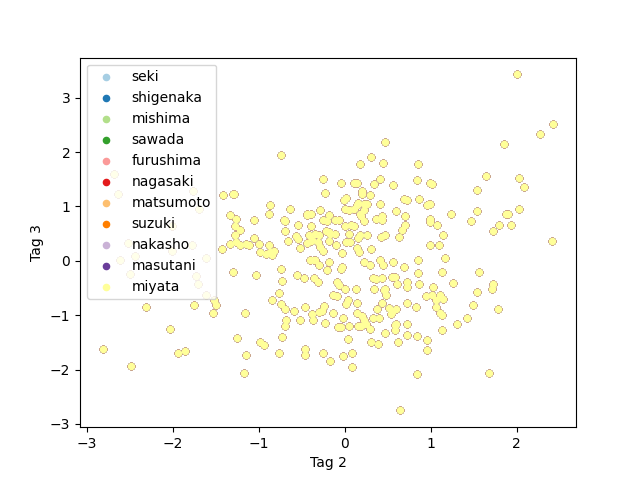 seki
shigenaka
mishima
sawada
furushima
nagasaki
matsumoto
suzuki
nakasho
masutani
miyata
3
2
1
0
−1
−2
−3
Tag 3
−3 −2 −1 0 1 2
Tag 2